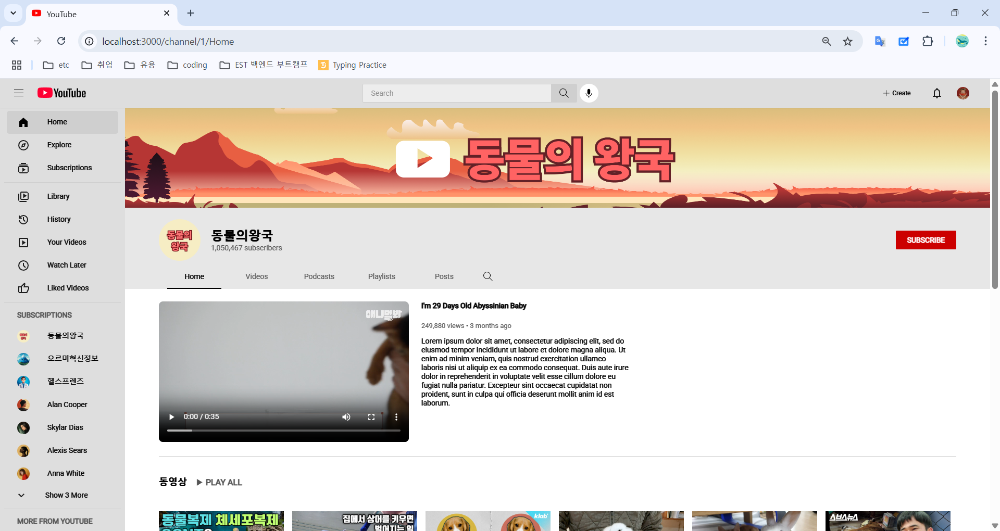 YouTube
localhost:3000/channel/1/Home
etc
취업
유용
coding
EST 백엔드 부트캠프
Typing Practice
YouTube
Search
Create
Home
Explore
Subscriptions
Library
History
Your Videos
Watch Later
Liked Videos
SUBSCRIPTIONS
동물의왕국
오르미혁신정보
헬스프렌즈
Alan Cooper
Skylar Dias
Alexis Sears
Anna White
Show 3 More
MORE FROM YOUTUBE
동물의 왕국
동물의
왕국
동물의왕국
1,050,467 subscribers
SUBSCRIBE
Home
Videos
Podcasts
Playlists
Posts
애니멀봐
0:00 / 0:35
I'm 29 Days Old Abyssinian Baby
249,880 views • 3 months ago
Lorem ipsum dolor sit amet, consectetur adipiscing elit, sed do
eiusmod tempor incididunt ut labore et dolore magna aliqua. Ut
enim ad minim veniam, quis nostrud exercitation ullamco
laboris nisi ut aliquip ex ea commodo consequat. Duis aute irure
dolor in reprehenderit in voluptate velit esse cillum dolore eu
fugiat nulla pariatur. Excepteur sint occaecat cupidatat non
proident, sunt in culpa qui officia deserunt mollit anim id est
laborum.
동영상
PLAY ALL
동물복제 체세포복제
집에서 상어를 키우면
벌어지는 일
klab
스브스뉴스